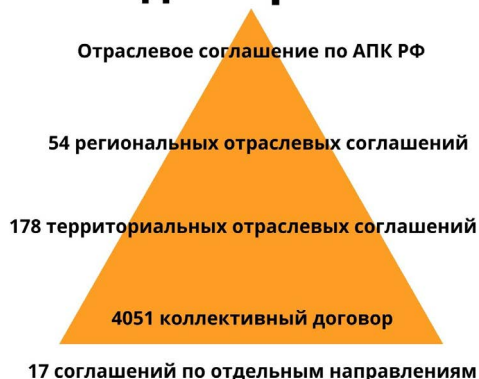 Отраслевое соглашение по АПК РФ
54 региональных отраслевых соглашений
178 территориальных отраслевых соглашений
4051 коллективный договор
17 соглашений по отдельным направлениям